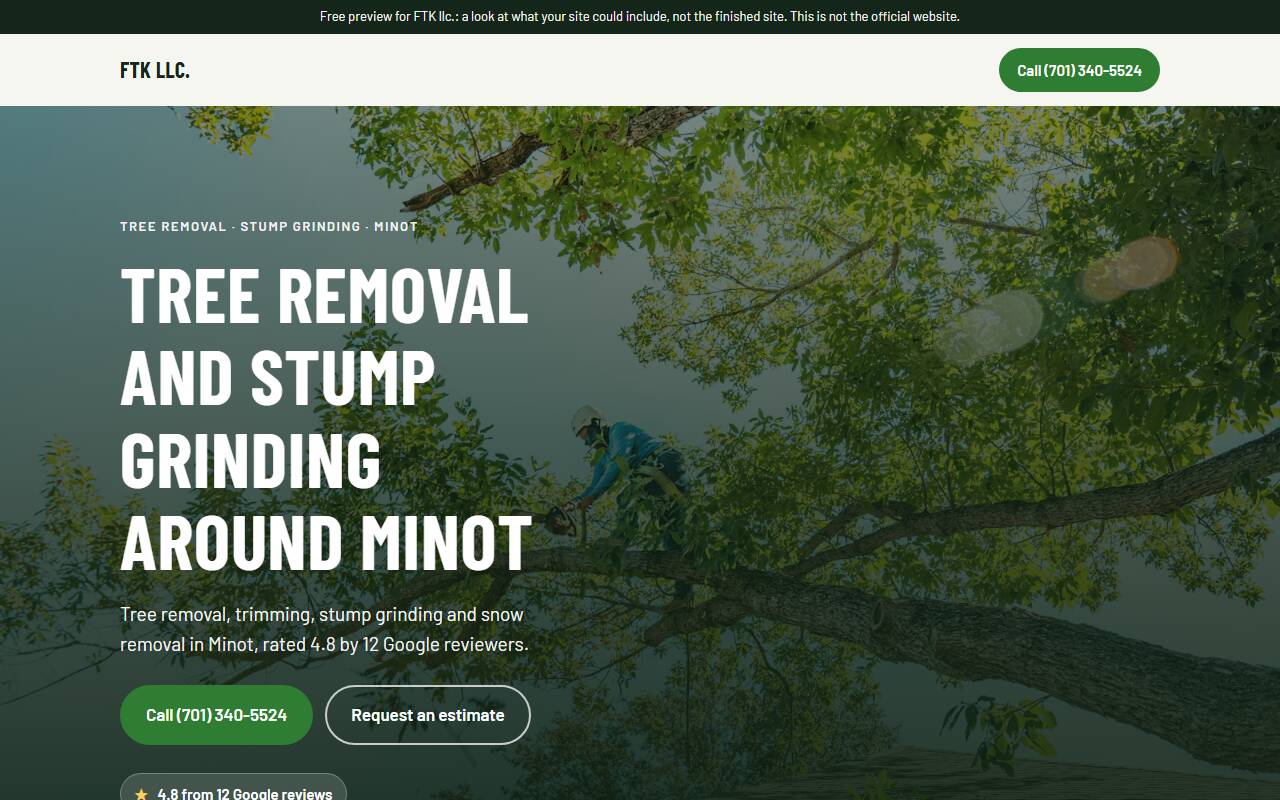 Free preview for FTK llc.: a look at what your site could include, not the finished site. This is not the official website.
FTK LLC.
Call (701) 340-5524
TREE REMOVAL · STUMP GRINDING · MINOT
TREE REMOVAL
AND STUMP
GRINDING
AROUND MINOT
Tree removal, trimming, stump grinding and snow
removal in Minot, rated 4.8 by 12 Google reviewers.
Call (701) 340-5524
Request an estimate
★ 4.8 from 12 Google reviews